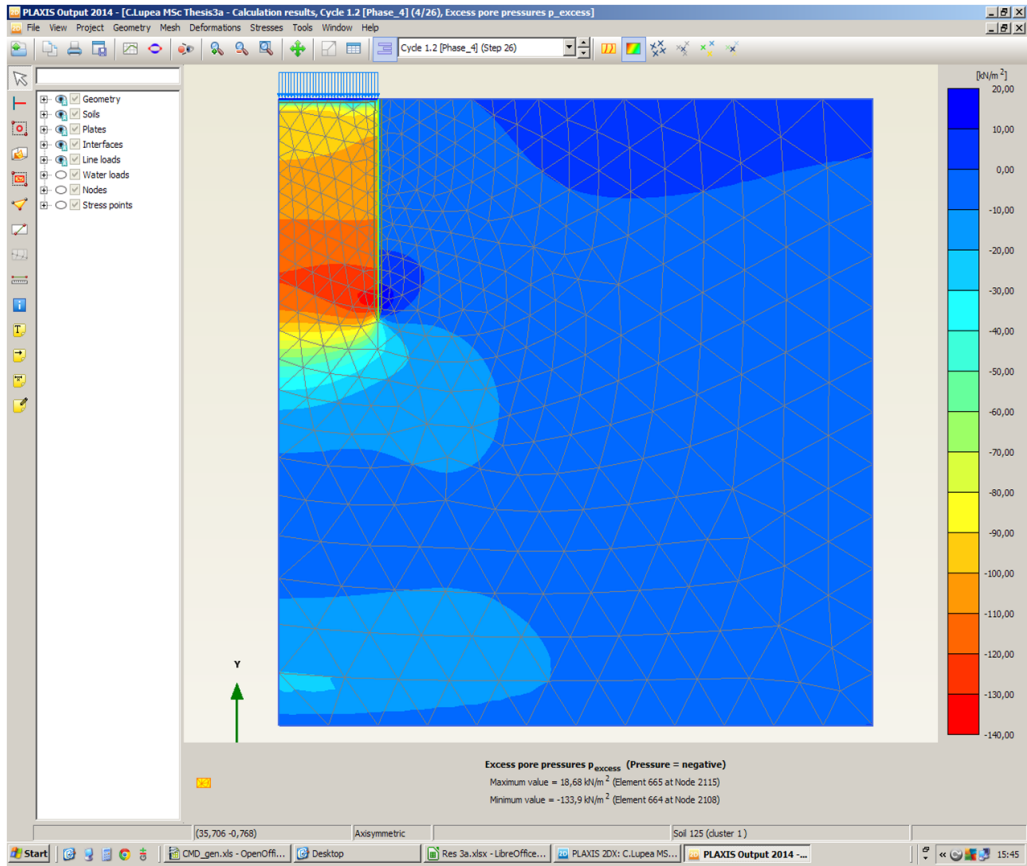 PLAXIS Output 2014 - [C.Lupea MSc Thesis3a - Calculation results, Cycle 1.2 [Phase_4] (4/26), Excess pore pressures p_excess]
File View Project Geometry Mesh Deformations Stresses Tools Window Help
Cycle 1.2 [Phase_4] (Step 26)
Geometry
Soils
Plates
Interfaces
Line loads
Water loads
Nodes
Stress points
[kN/m²]
20,00
10,00
0,00
-10,00
-20,00
-30,00
-40,00
-50,00
-60,00
-70,00
-80,00
-90,00
-100,00
-110,00
-120,00
-130,00
-140,00
Y
Excess pore pressures p_excess (Pressure = negative)
Maximum value = 18,68 kN/m² (Element 665 at Node 2115)
Minimum value = -133,9 kN/m² (Element 664 at Node 2108)
(35,706 -0,768) Axisymmetric Soil 125 (cluster 1)
Start CMD_gen.xls - OpenOffi... Desktop Res 3a.xlsx - LibreOffice... PLAXIS 2DX: C.Lupea MS... PLAXIS Output 2014 -... 15:45